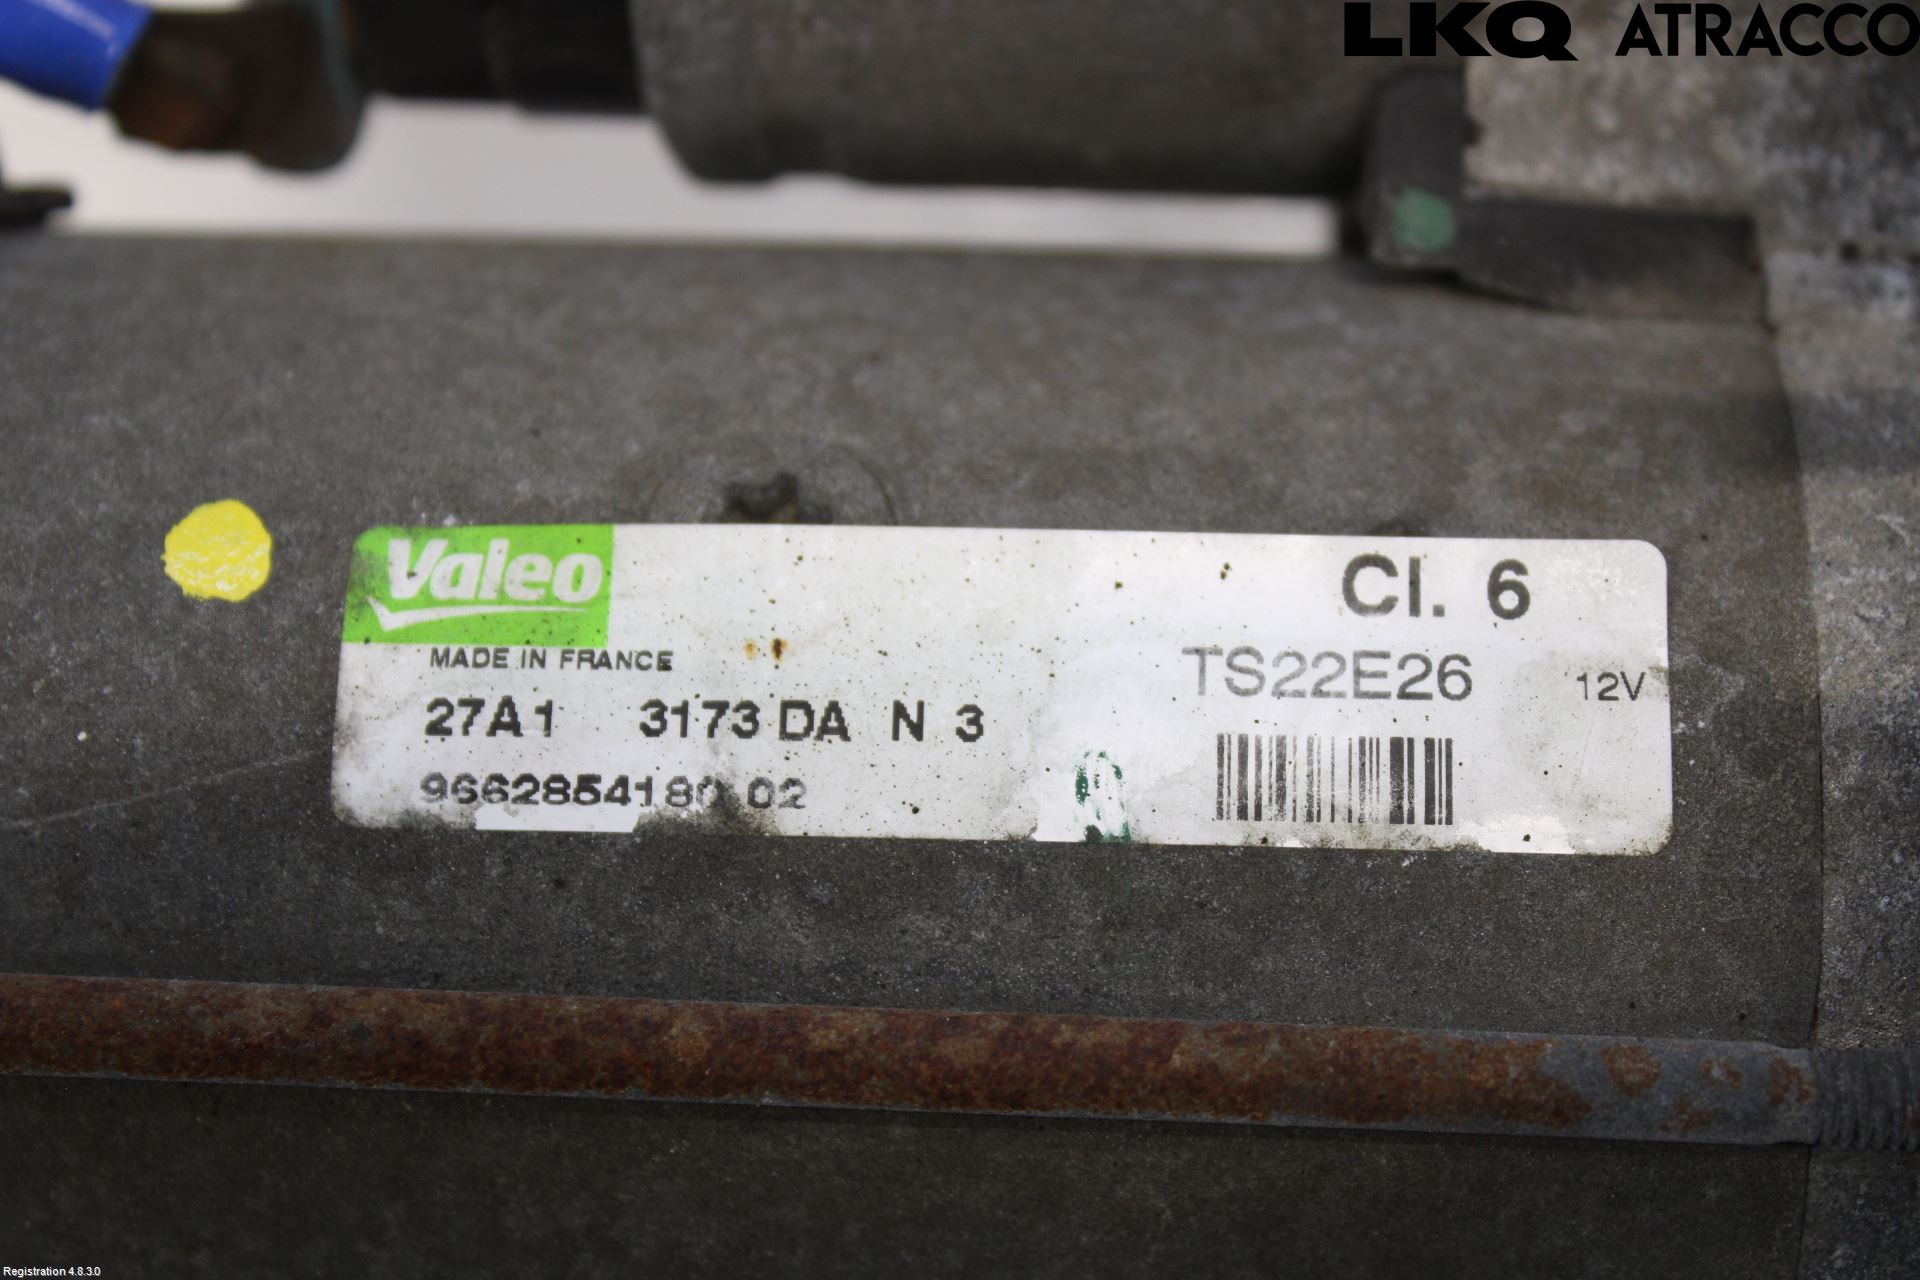 LKQ ATRACCO
Valeo
MADE IN FRANCE
Cl. 6
TS22E26 12V
27A1 3173 DA N 3
9662854180 02
Registration 4.8.3.0